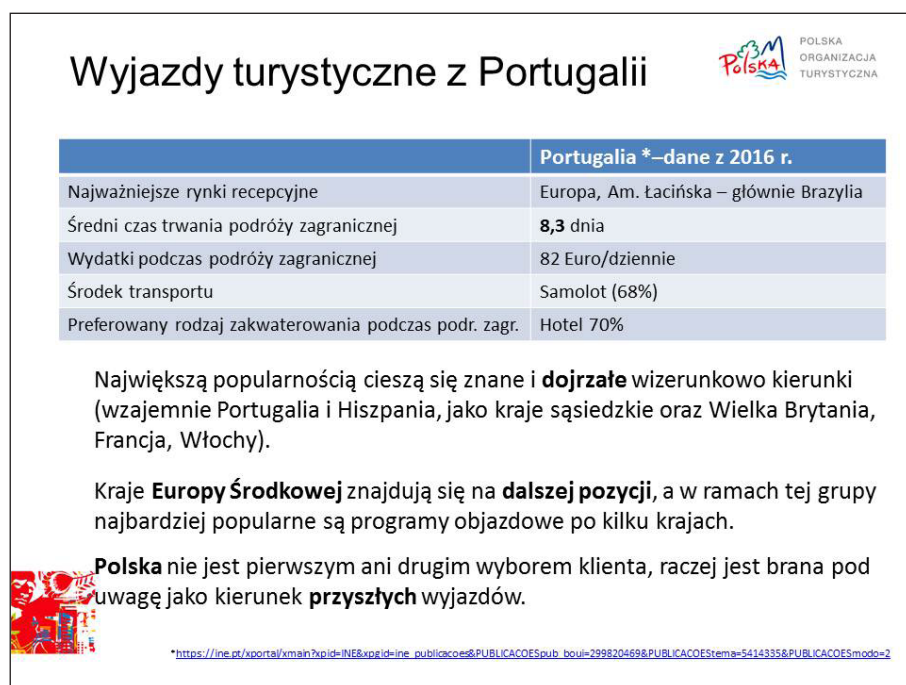 Wyjazdy turystyczne z Portugalii
Polska
POLSKA
ORGANIZACJA
TURYSTYCZNA
Portugalia *–dane z 2016 r.
Najważniejsze rynki recepcyjne Europa, Am. Łacińska – głównie Brazylia
Średni czas trwania podróży zagranicznej 8,3 dnia
Wydatki podczas podróży zagranicznej 82 Euro/dziennie
Środek transportu Samolot (68%)
Preferowany rodzaj zakwaterowania podczas podr. zagr. Hotel 70%
Największą popularnością cieszą się znane i dojrzałe wizerunkowo kierunki
(wzajemnie Portugalia i Hiszpania, jako kraje sąsiedzkie oraz Wielka Brytania,
Francja, Włochy).
Kraje Europy Środkowej znajdują się na dalszej pozycji, a w ramach tej grupy
najbardziej popularne są programy objazdowe po kilku krajach.
Polska nie jest pierwszym ani drugim wyborem klienta, raczej jest brana pod
uwagę jako kierunek przyszłych wyjazdów.
*https://ine.pt/xportal/xmain?xpid=INE&xpgid=ine_publicacoes&PUBLICACOESpub_boui=299820469&PUBLICACOEStema=5414335&PUBLICACOESmodo=2